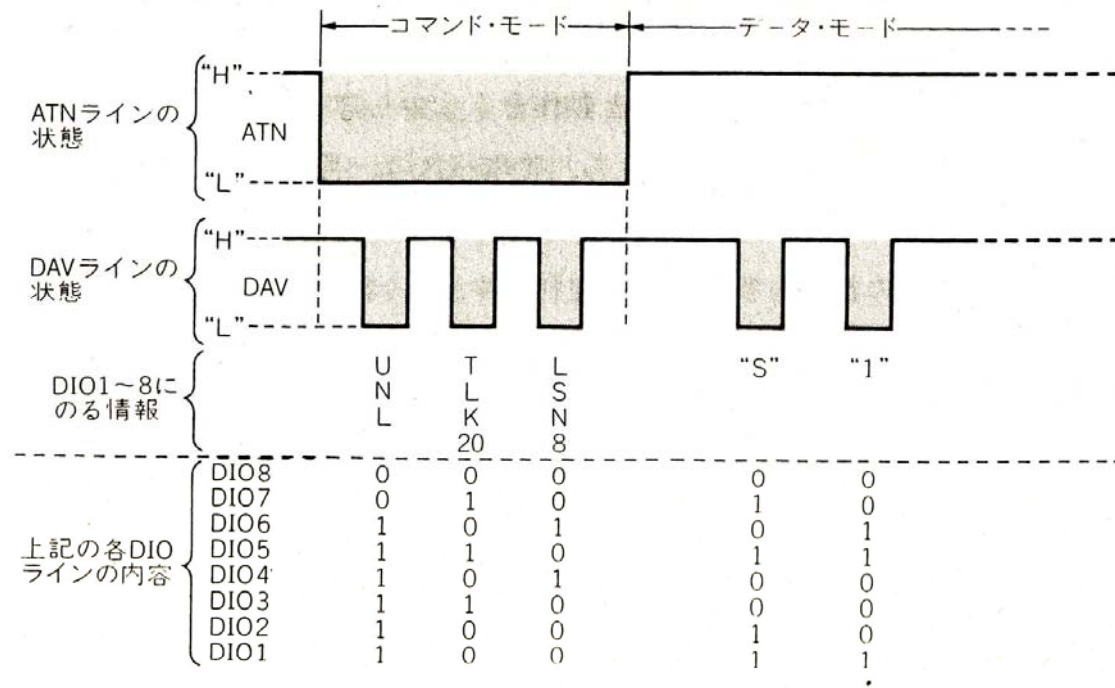 コマンド・モード データ・モード
“H”
ATNラインの状態 ATN
“L”
“H”
DAVラインの状態 DAV
“L”
DIO1～8にのる情報 UNL TLK20 LSN8 “S” “1”
上記の各DIOラインの内容
DIO8 0 0 0 0 0
DIO7 0 1 0 1 0
DIO6 1 0 1 0 1
DIO5 1 1 0 1 1
DIO4 1 0 1 0 0
DIO3 1 1 0 0 0
DIO2 1 0 0 1 0
DIO1 1 0 0 1 1